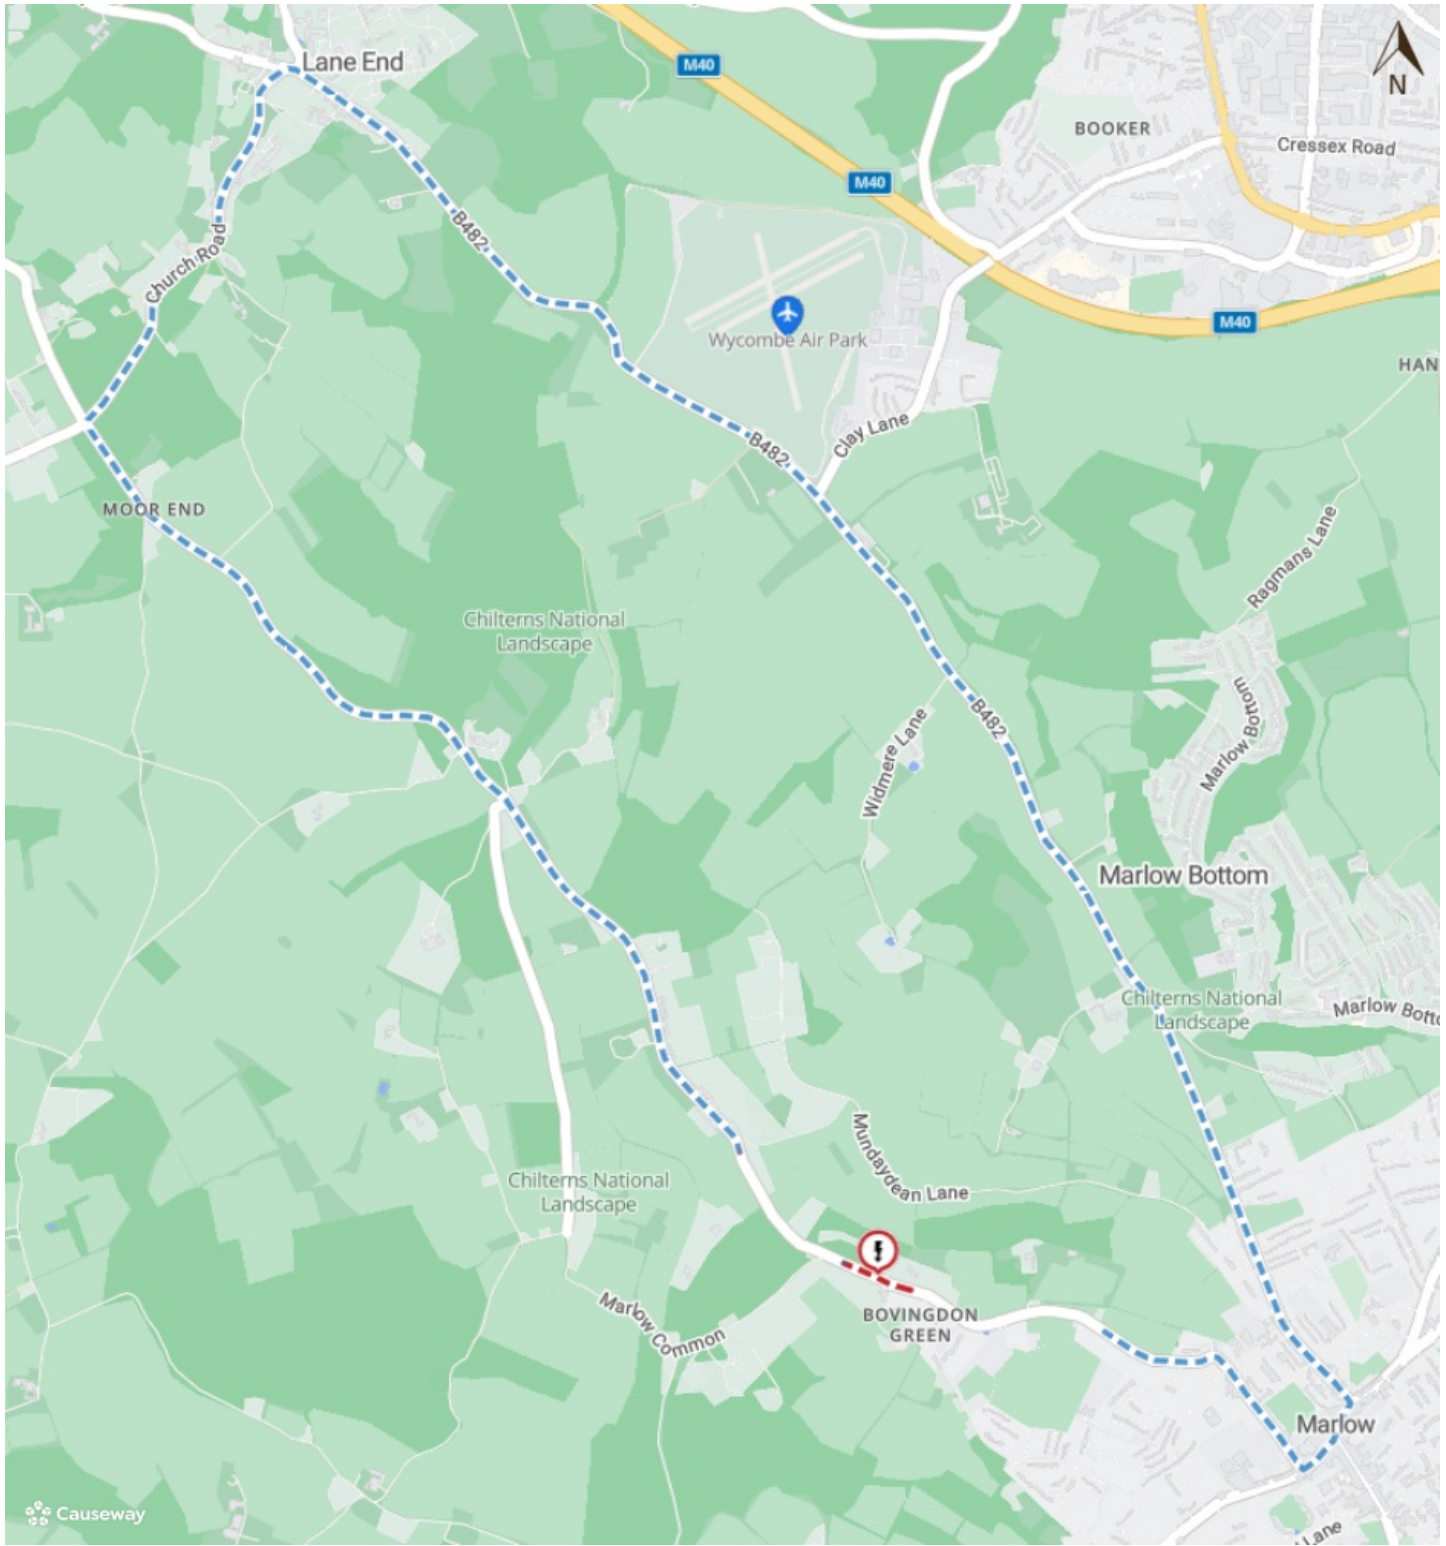 Lane End
M40
BOOKER
N
Cressex Road
M40
B482
Church Road
Wycombe Air Park
M40
HAN
Clay Lane
B482
MOOR END
Ragmans Lane
Chilterns National
Landscape
Marlow Bottom
B482
Widmere Lane
Marlow Bottom
Chilterns National
Landscape
Marlow Botto
Mundaydean Lane
Chilterns National
Landscape
Marlow Common
BOVINGDON
GREEN
Marlow
Causeway
Lane